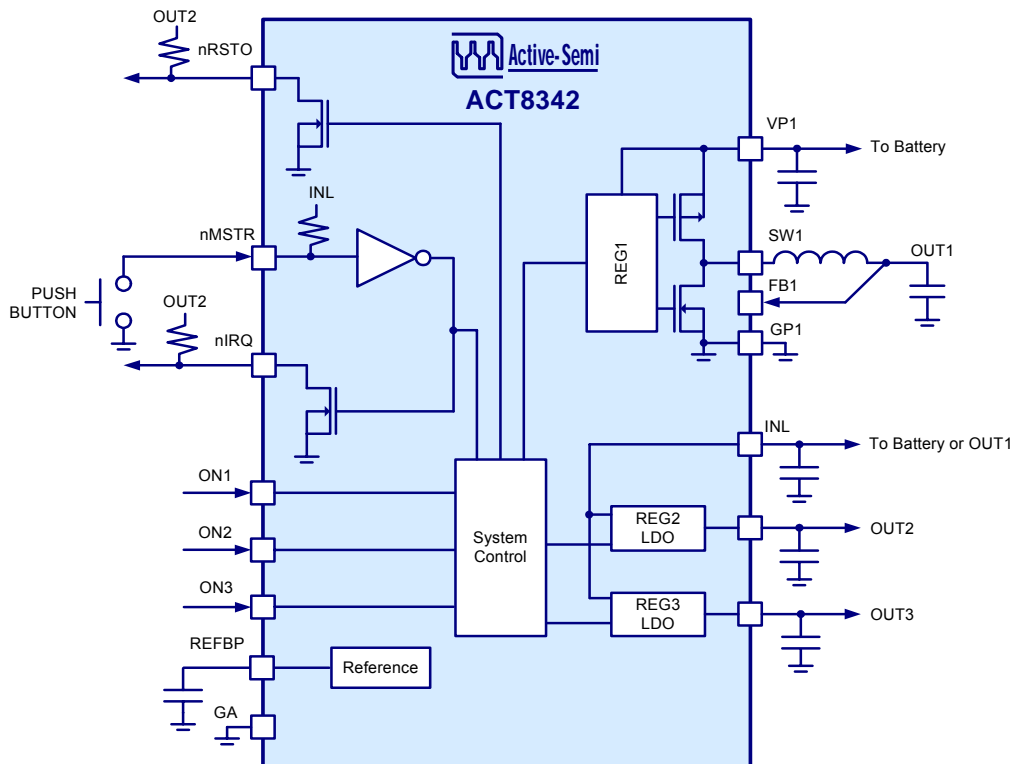 OUT2
nRSTO
Active-Semi
ACT8342
VP1
To Battery
INL
nMSTR
REG1
SW1
OUT1
PUSH
BUTTON
OUT2
FB1
nIRQ
GP1
INL
To Battery or OUT1
ON1
REG2
LDO
OUT2
ON2
System
Control
ON3
REG3
LDO
OUT3
REFBP
Reference
GA